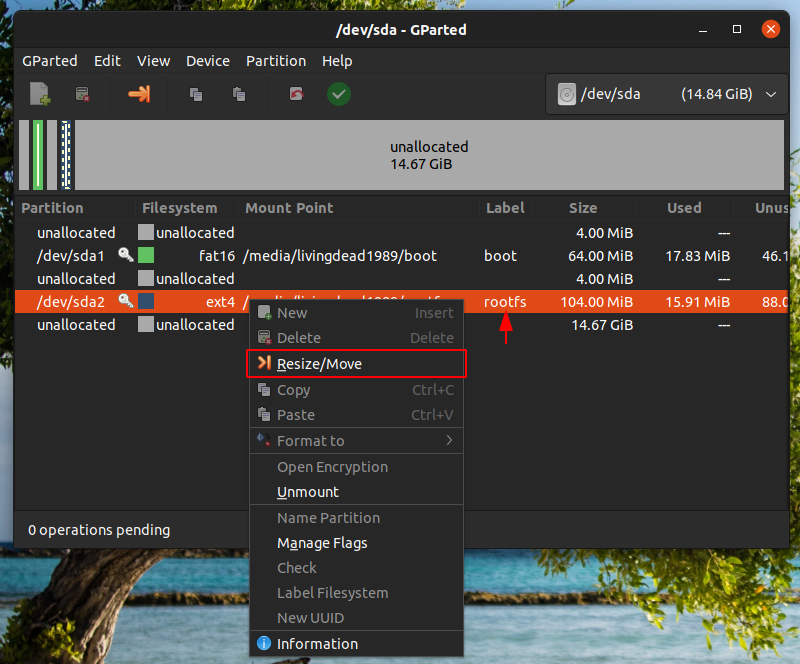 /dev/sda - GParted
GParted Edit View Device Partition Help
/dev/sda (14.84 GiB)
unallocated
14.67 GiB
Partition Filesystem Mount Point Label Size Used Unus
unallocated unallocated 4.00 MiB ---
/dev/sda1 fat16 /media/livingdead1989/boot boot 64.00 MiB 17.83 MiB 46.1
unallocated unallocated 4.00 MiB ---
/dev/sda2 ext4 rootfs 104.00 MiB 15.91 MiB 88.0
unallocated unallocated 14.67 GiB ---
New Insert
Delete Delete
Resize/Move
Copy Ctrl+C
Paste Ctrl+V
Format to
Open Encryption
Unmount
Name Partition
Manage Flags
Check
Label Filesystem
New UUID
Information
0 operations pending